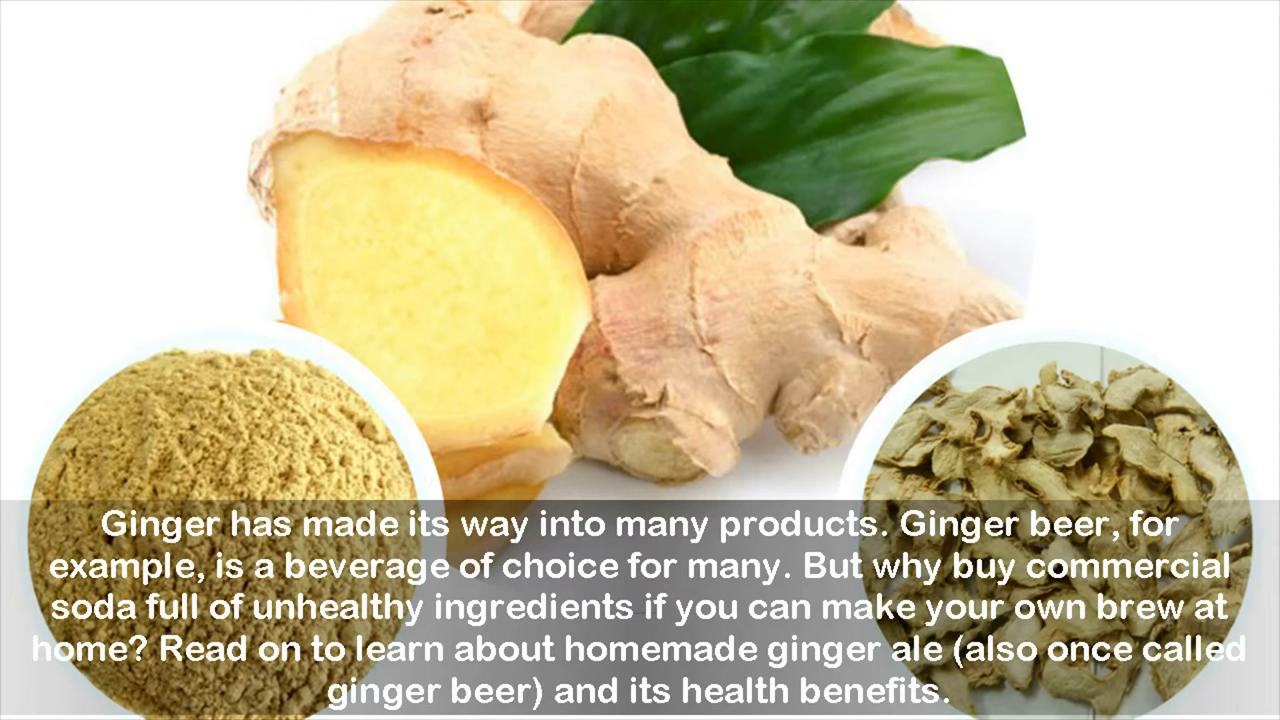 Ginger has made its way into many products. Ginger beer, for
example, is a beverage of choice for many. But why buy commercial
soda full of unhealthy ingredients if you can make your own brew at
home? Read on to learn about homemade ginger ale (also once called
ginger beer) and its health benefits.